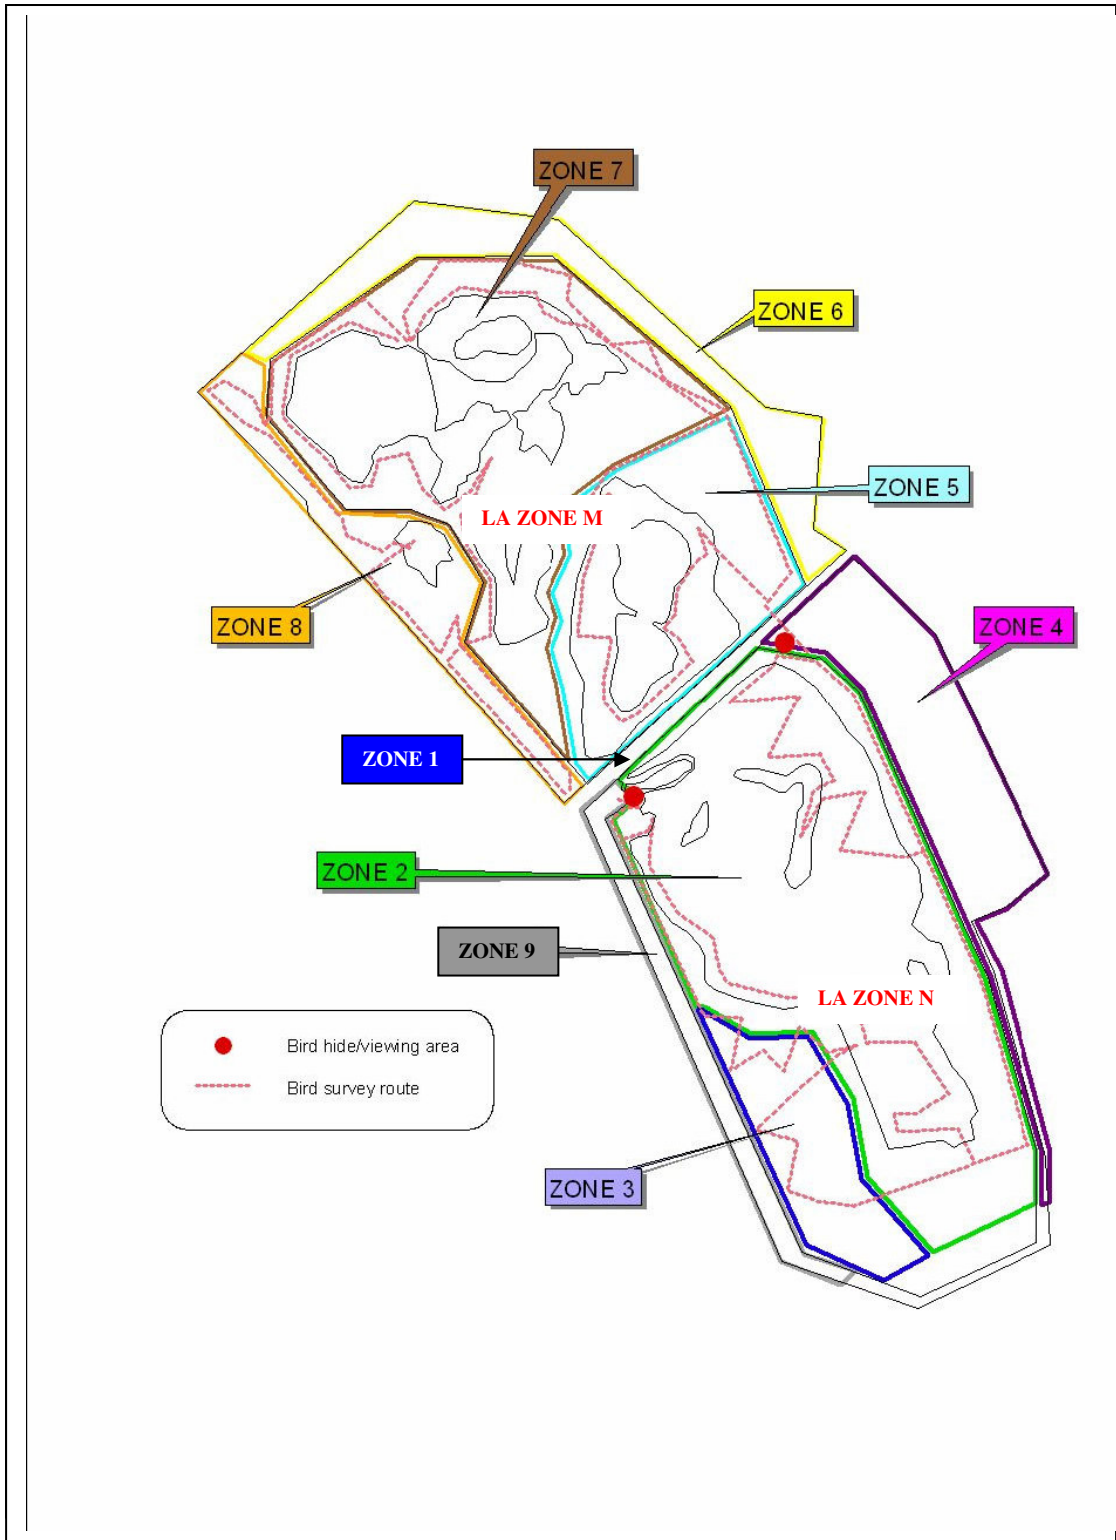 ZONE 7
ZONE 6
ZONE 5
LA ZONE M
ZONE 8
ZONE 4
ZONE 1
ZONE 2
ZONE 9
LA ZONE N
Bird hide/viewing area
Bird survey route
ZONE 3